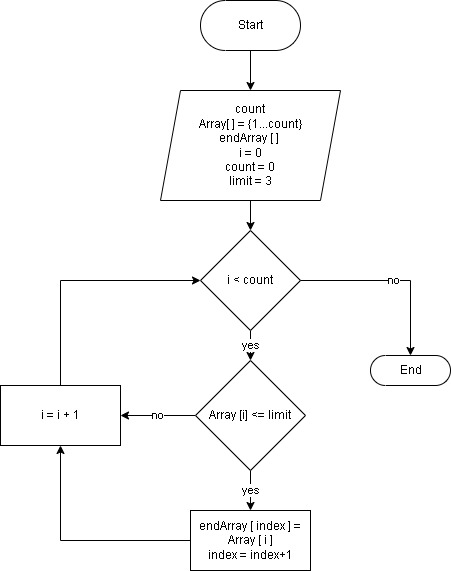 Start
count
Array[ ] = {1...count}
endArray [ ]
i = 0
count = 0
limit = 3
i < count
no
yes
End
i = i + 1
no
Array [i] <= limit
yes
endArray [ index ] =
Array [ i ]
index = index+1